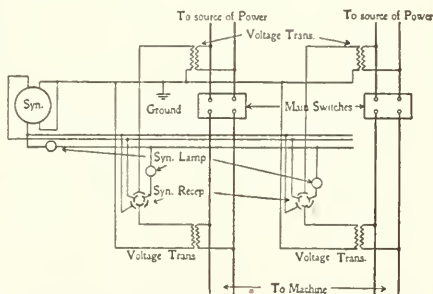 To source of Power
To source of Power
Voltage Trans.
Syn.
Ground
Main Switches
Syn. Lamp
Syn. Recep
Voltage Trans
Voltage Trans.
To Machine